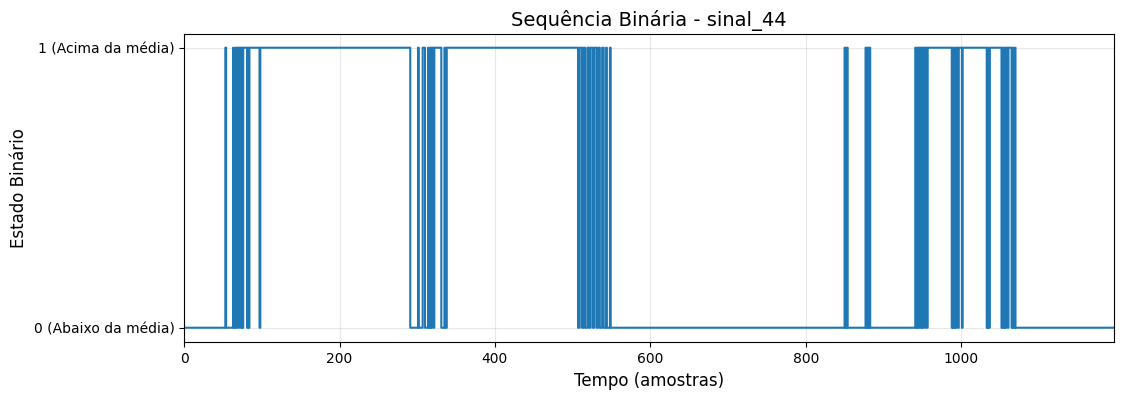 Sequência Binária - sinal_44
Estado Binário
1 (Acima da média)
0 (Abaixo da média)
0 200 400 600 800 1000
Tempo (amostras)